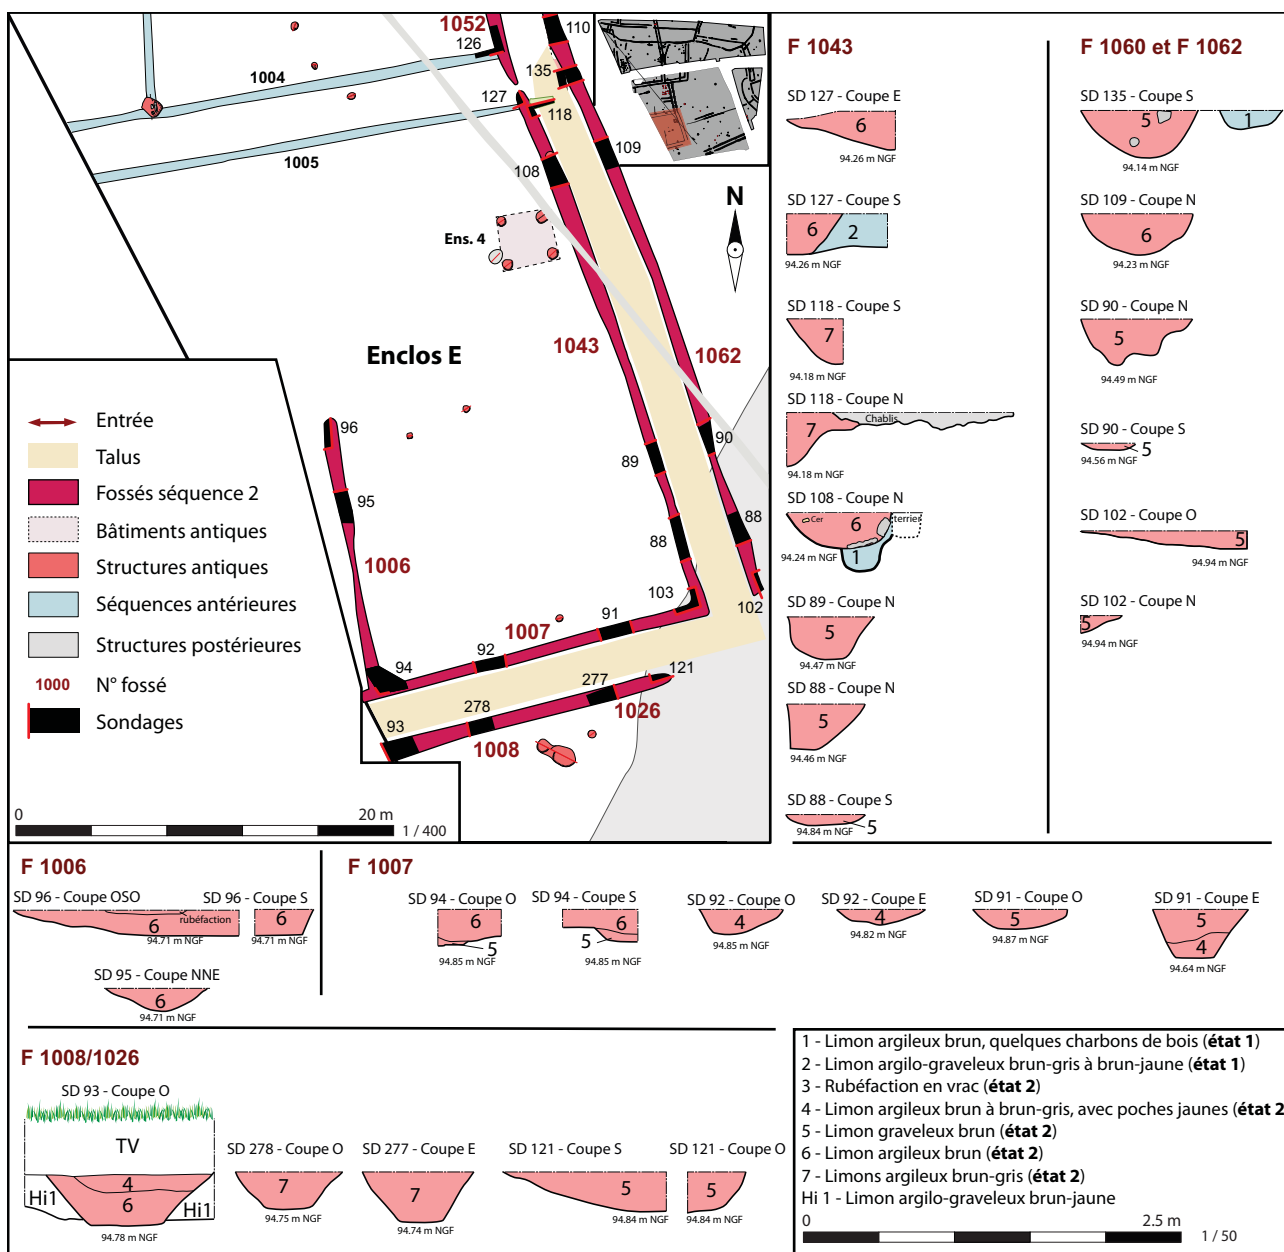 1052
126
110
135
1004
127
118
1005
109
108
N
Ens. 4
Enclos E
1043
1062
96
90
89
95
88
88
1006
103
91
102
1007
92
94
121
277
278
1026
93
1008
Entrée
Talus
Fossés séquence 2
Bâtiments antiques
Structures antiques
Séquences antérieures
Structures postérieures
1000 N° fossé
Sondages
0 20 m
1 / 400
F 1043
SD 127 - Coupe E
6
94.26 m NGF
SD 127 - Coupe S
6 2
94.26 m NGF
SD 118 - Coupe S
7
94.18 m NGF
SD 118 - Coupe N
Chablis
7
94.18 m NGF
SD 108 - Coupe N
Cer 6 terrier
94.24 m NGF 1
SD 89 - Coupe N
5
94.47 m NGF
SD 88 - Coupe N
5
94.46 m NGF
SD 88 - Coupe S
94.84 m NGF 5
F 1060 et F 1062
SD 135 - Coupe S
5 1
94.14 m NGF
SD 109 - Coupe N
6
94.23 m NGF
SD 90 - Coupe N
5
94.49 m NGF
SD 90 - Coupe S
5
94.56 m NGF
SD 102 - Coupe O
5
94.94 m NGF
SD 102 - Coupe N
5
94.94 m NGF
F 1006
SD 96 - Coupe OSO
6 rubéfaction
94.71 m NGF
SD 96 - Coupe S
6
94.71 m NGF
SD 95 - Coupe NNE
6
94.71 m NGF
F 1007
SD 94 - Coupe O
6
5
94.85 m NGF
SD 94 - Coupe S
6
5
94.85 m NGF
SD 92 - Coupe O
4
94.85 m NGF
SD 92 - Coupe E
4
94.82 m NGF
SD 91 - Coupe O
5
94.87 m NGF
SD 91 - Coupe E
5
4
94.64 m NGF
F 1008/1026
SD 93 - Coupe O
TV
4
Hi1 6 Hi1
94.78 m NGF
SD 278 - Coupe O
7
94.75 m NGF
SD 277 - Coupe E
7
94.74 m NGF
SD 121 - Coupe S
5
94.84 m NGF
SD 121 - Coupe O
5
94.84 m NGF
1 - Limon argileux brun, quelques charbons de bois (état 1)
2 - Limon argilo-graveleux brun-gris à brun-jaune (état 1)
3 - Rubéfaction en vrac (état 2)
4 - Limon argileux brun à brun-gris, avec poches jaunes (état 2
5 - Limon graveleux brun (état 2)
6 - Limon argileux brun (état 2)
7 - Limons argileux brun-gris (état 2)
Hi 1 - Limon argilo-graveleux brun-jaune
0 2.5 m
1 / 50